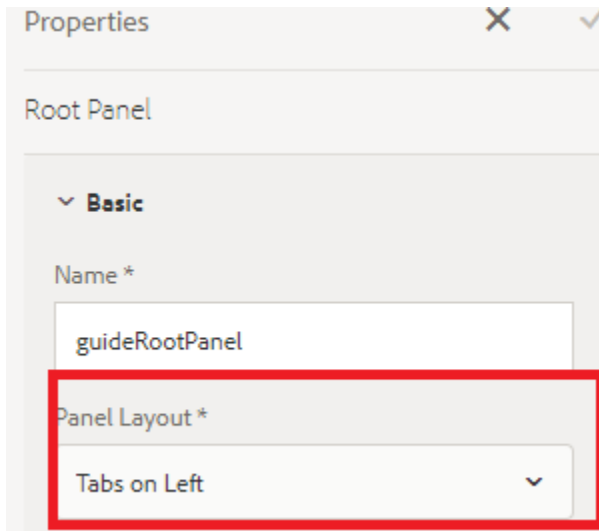 Properties
Root Panel
Basic
Name *
guideRootPanel
Panel Layout *
Tabs on Left